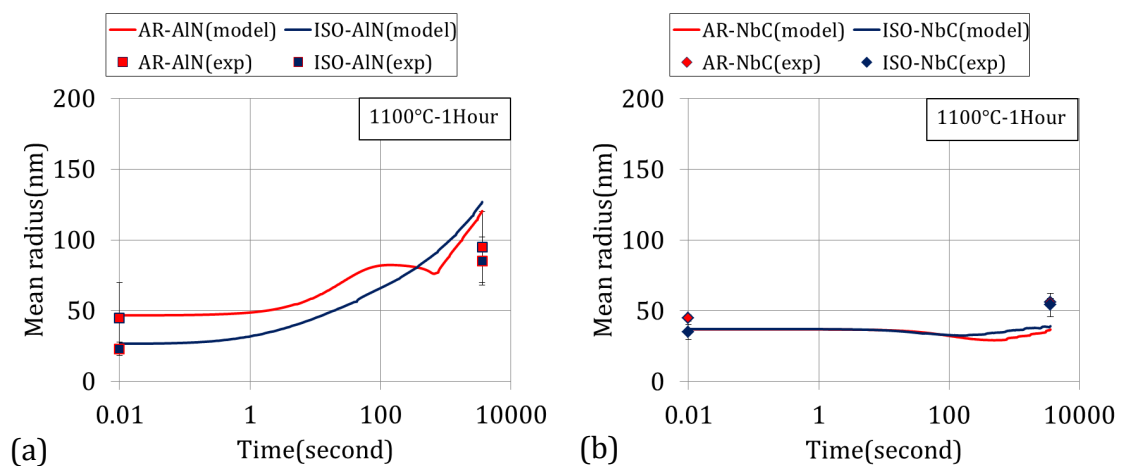 AR-AlN(model) ISO-AlN(model)
AR-AlN(exp) ISO-AlN(exp)
200
150
100
50
0
Mean radius(nm)
1100°C-1Hour
0.01 1 100 10000
Time(second)
(a)
AR-NbC(model) ISO-NbC(model)
AR-NbC(exp) ISO-NbC(exp)
200
150
100
50
0
Mean radius(nm)
1100°C-1Hour
0.01 1 100 10000
Time(second)
(b)